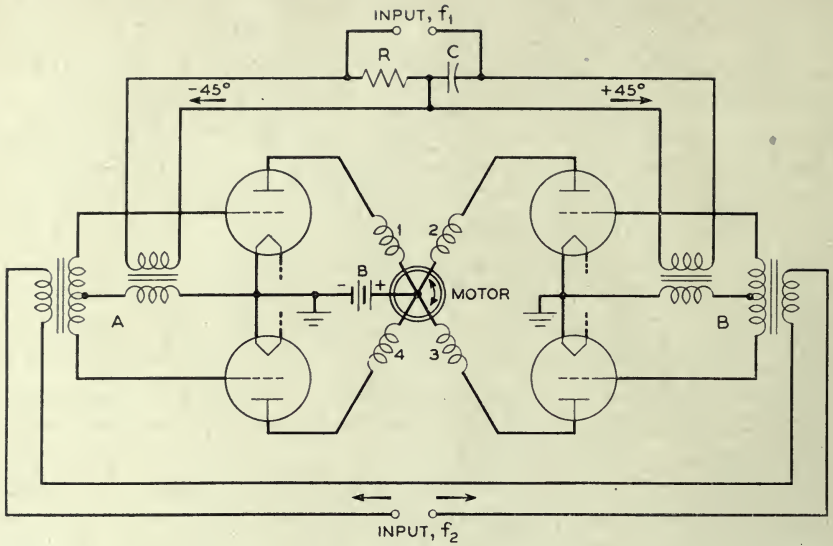 INPUT, f₁
R C
-45° +45°
1 2
- B +
MOTOR
A B
4 3
INPUT, f₂